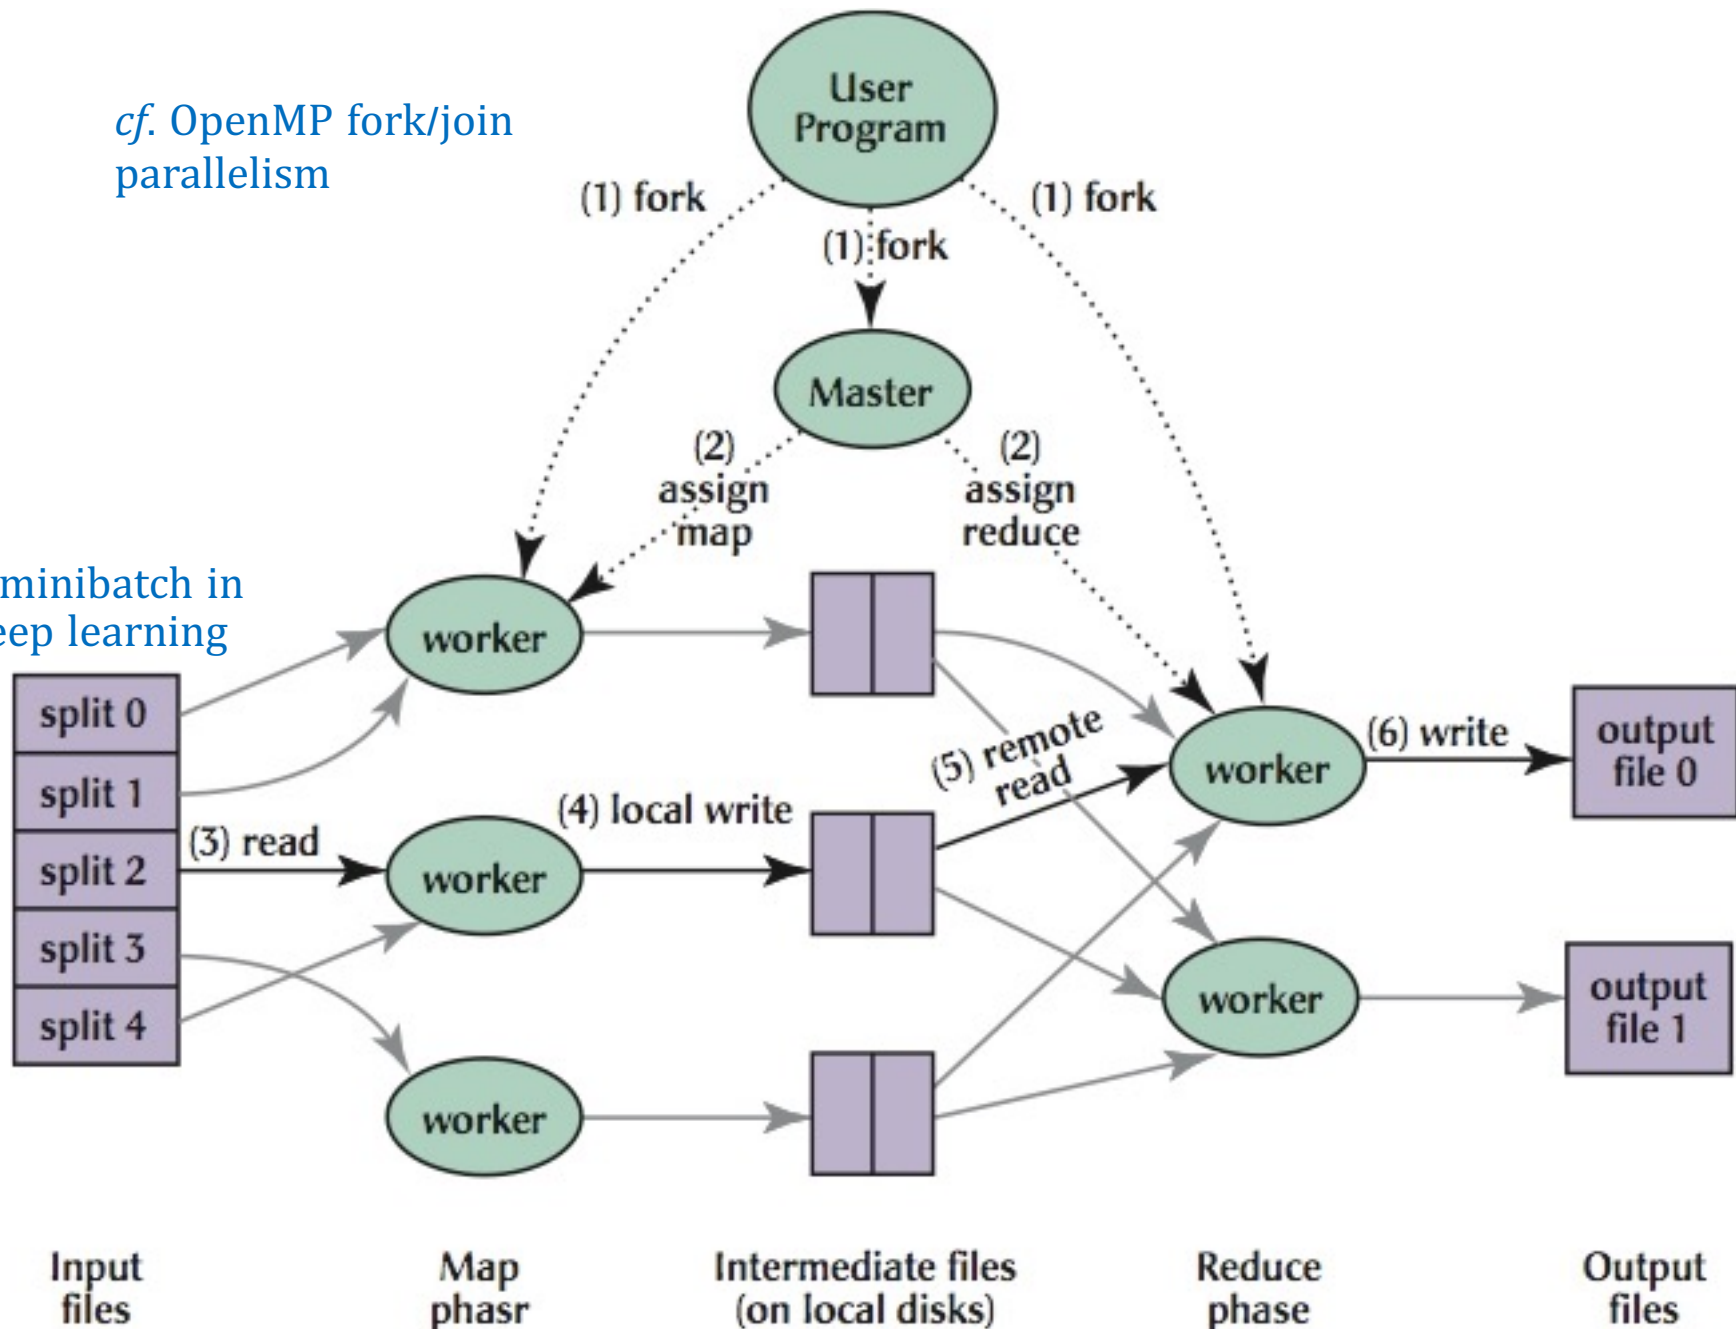 User
Program
cf. OpenMP fork/join
parallelism
(1) fork
(1) fork
(1) fork
Master
(2)
assign
map
(2)
assign
reduce
minibatch in
eep learning
worker
split 0
split 1
split 2
split 3
split 4
(3) read
worker
(4) local write
worker
(5) remote
read
worker
(6) write
output
file 0
worker
output
file 1
Input
files
Map
phasr
Intermediate files
(on local disks)
Reduce
phase
Output
files